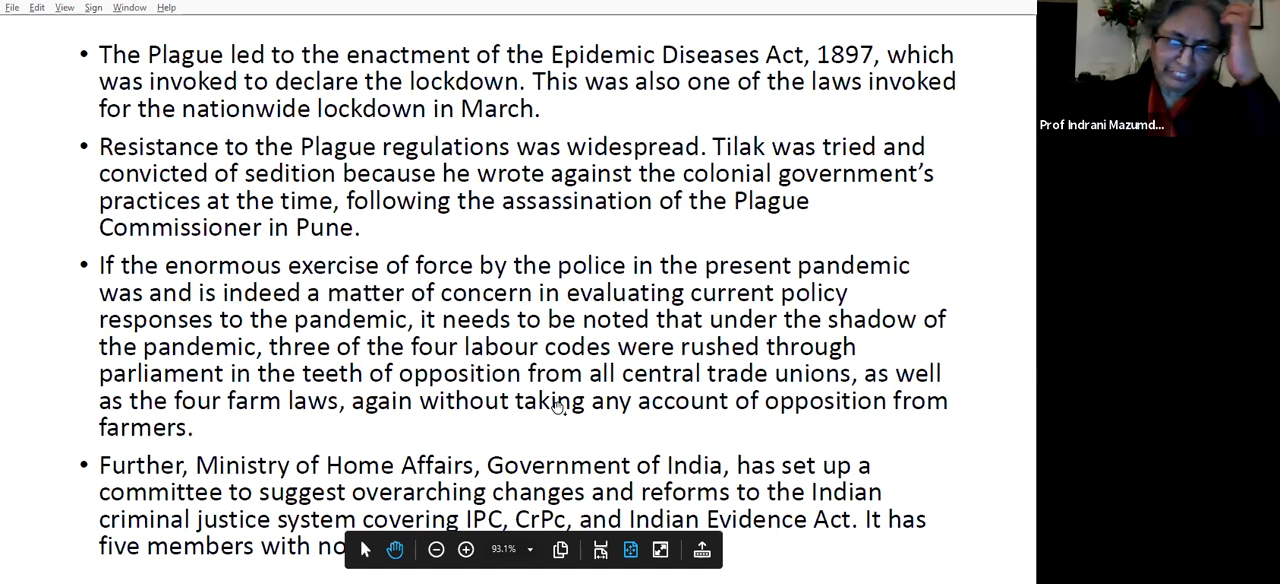 File Edit View Sign Window Help
• The Plague led to the enactment of the Epidemic Diseases Act, 1897, which
was invoked to declare the lockdown. This was also one of the laws invoked
for the nationwide lockdown in March.
• Resistance to the Plague regulations was widespread. Tilak was tried and
convicted of sedition because he wrote against the colonial government’s
practices at the time, following the assassination of the Plague
Commissioner in Pune.
• If the enormous exercise of force by the police in the present pandemic
was and is indeed a matter of concern in evaluating current policy
responses to the pandemic, it needs to be noted that under the shadow of
the pandemic, three of the four labour codes were rushed through
parliament in the teeth of opposition from all central trade unions, as well
as the four farm laws, again without taking any account of opposition from
farmers.
• Further, Ministry of Home Affairs, Government of India, has set up a
committee to suggest overarching changes and reforms to the Indian
criminal justice system covering IPC, CrPc, and Indian Evidence Act. It has
five members with no
93.1%
Prof Indrani Mazumd...